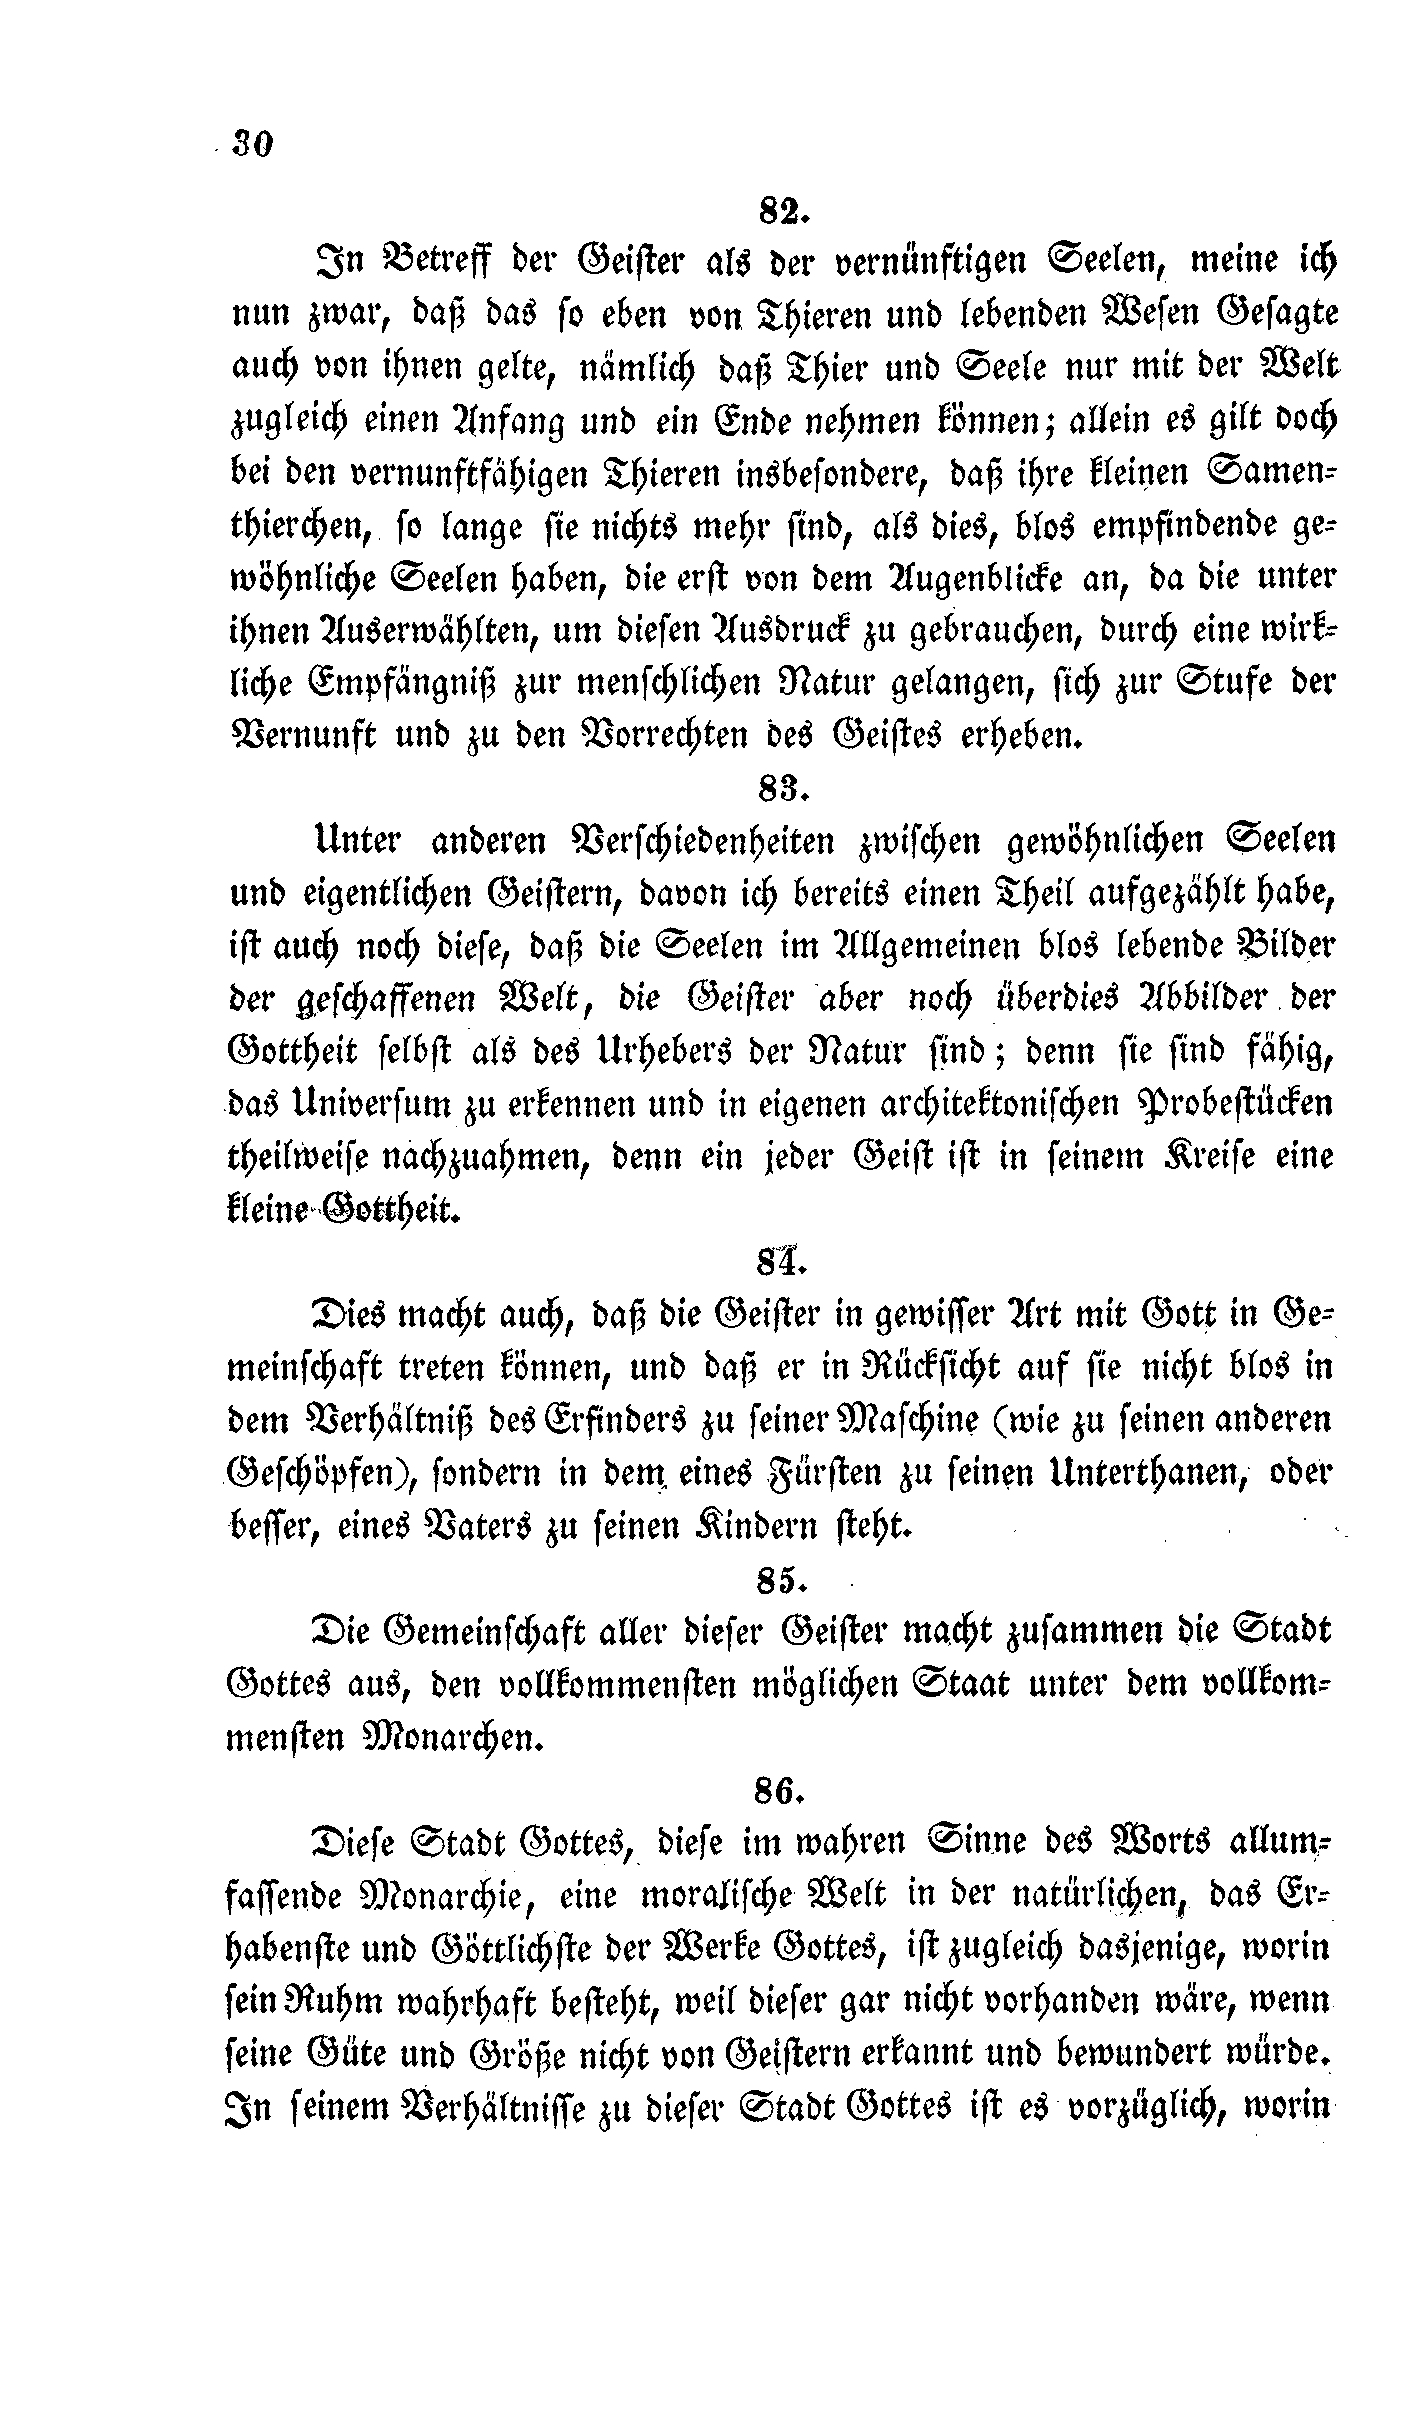 30
82.
In Betreff der Geister als der vernünftigen Seelen, meine ich
nun zwar, daß das so eben von Thieren und lebenden Wesen Gesagte
auch von ihnen gelte, nämlich daß Thier und Seele nur mit der Welt
zugleich einen Anfang und ein Ende nehmen können; allein es gilt doch
bei den vernunftfähigen Thieren insbesondere, daß ihre kleinen Samen-
thierchen, so lange sie nichts mehr sind, als dies, blos empfindende ge-
wöhnliche Seelen haben, die erst von dem Augenblicke an, da die unter
ihnen Auserwählten, um diesen Ausdruck zu gebrauchen, durch eine wirk-
liche Empfängniß zur menschlichen Natur gelangen, sich zur Stufe der
Vernunft und zu den Vorrechten des Geistes erheben.
83.
Unter anderen Verschiedenheiten zwischen gewöhnlichen Seelen
und eigentlichen Geistern, davon ich bereits einen Theil aufgezählt habe,
ist auch noch diese, daß die Seelen im Allgemeinen blos lebende Bilder
der geschaffenen Welt, die Geister aber noch überdies Abbilder der
Gottheit selbst als des Urhebers der Natur sind; denn sie sind fähig,
das Universum zu erkennen und in eigenen architektonischen Probestücken
theilweise nachzuahmen, denn ein jeder Geist ist in seinem Kreise eine
kleine Gottheit.
84.
Dies macht auch, daß die Geister in gewisser Art mit Gott in Ge-
meinschaft treten können, und daß er in Rücksicht auf sie nicht blos in
dem Verhältniß des Erfinders zu seiner Maschine (wie zu seinen anderen
Geschöpfen), sondern in dem eines Fürsten zu seinen Unterthanen, oder
besser, eines Vaters zu seinen Kindern steht.
85.
Die Gemeinschaft aller dieser Geister macht zusammen die Stadt
Gottes aus, den vollkommensten möglichen Staat unter dem vollkom-
mensten Monarchen.
86.
Diese Stadt Gottes, diese im wahren Sinne des Worts allum-
fassende Monarchie, eine moralische Welt in der natürlichen, das Er-
habenste und Göttlichste der Werke Gottes, ist zugleich dasjenige, worin
sein Ruhm wahrhaft besteht, weil dieser gar nicht vorhanden wäre, wenn
seine Güte und Größe nicht von Geistern erkannt und bewundert würde.
In seinem Verhältnisse zu dieser Stadt Gottes ist es vorzüglich, worin